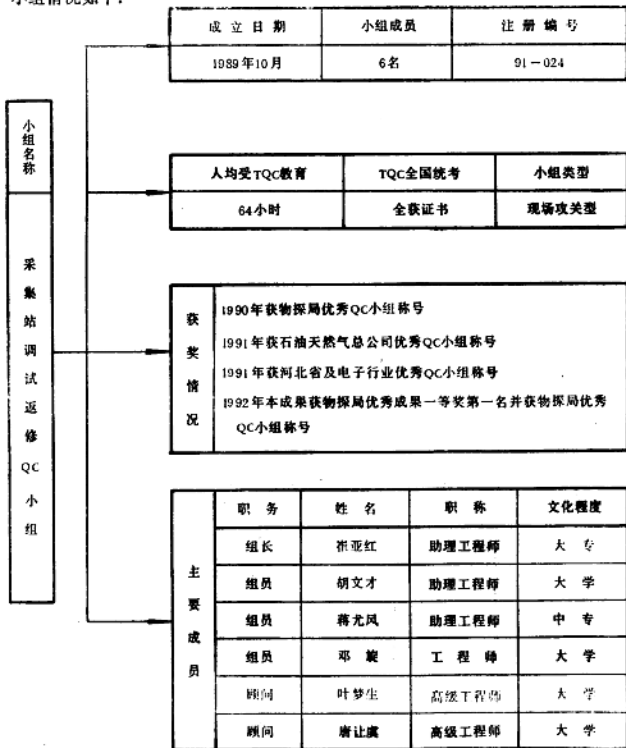 小组情况如下：
成立日期 小组成员 注册编号
1989年10月 6名 91－024
小组名称
采集站调试返修QC小组
人均受TQC教育 TQC全国统考 小组类型
64小时 全获证书 现场攻关型
获奖情况
1990年获物探局优秀QC小组称号
1991年获石油天然气总公司优秀QC小组称号
1991年获河北省及电子行业优秀QC小组称号
1992年本成果获物探局优秀成果一等奖第一名并获物探局优秀
QC小组称号
主要成员
职务 姓名 职称 文化程度
组长 崔亚红 助理工程师 大专
组员 胡文才 助理工程师 大学
组员 蒋尤凤 助理工程师 中专
组员 邓旋 工程师 大学
顾问 叶梦生 高级工程师 大学
顾问 唐让虞 高级工程师 大学